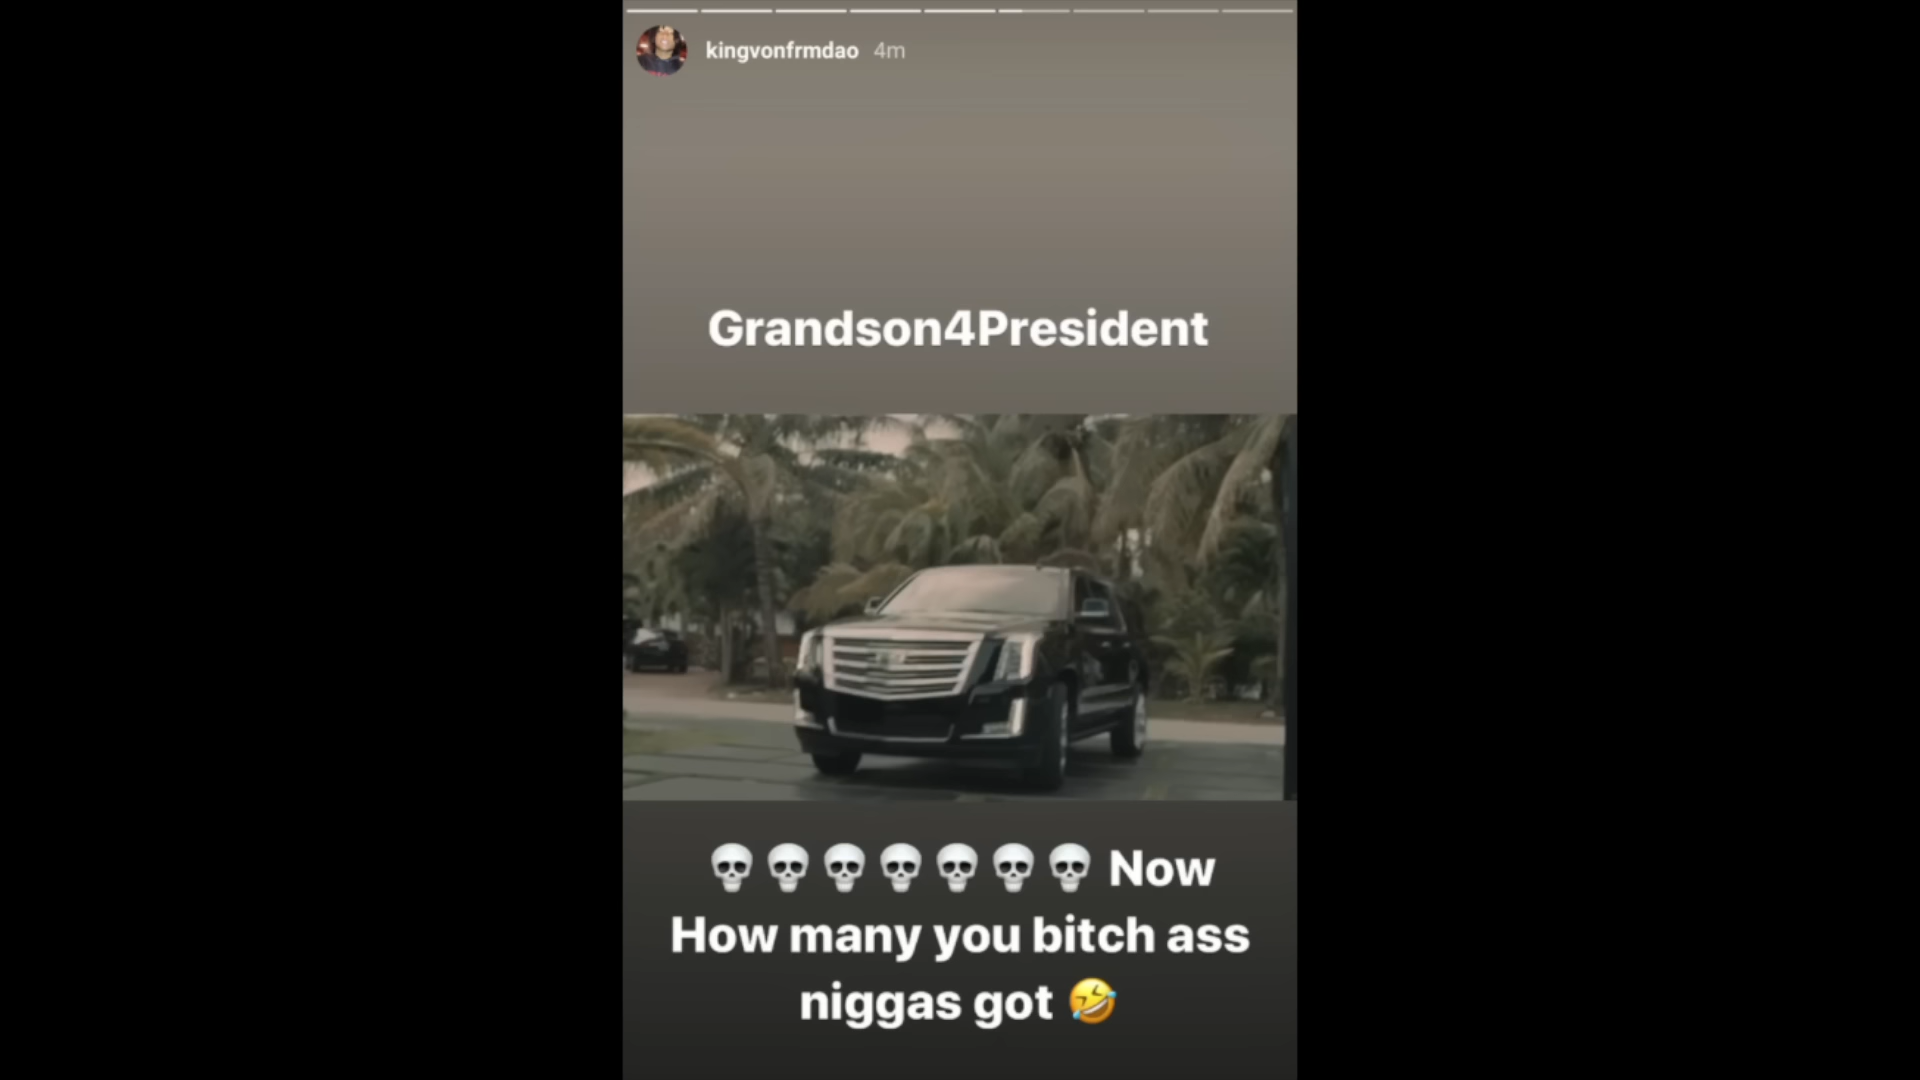 kingvonfrmdao 4m
Grandson4President
💀💀💀💀💀💀💀 Now
How many you bitch ass
niggas got 🤣